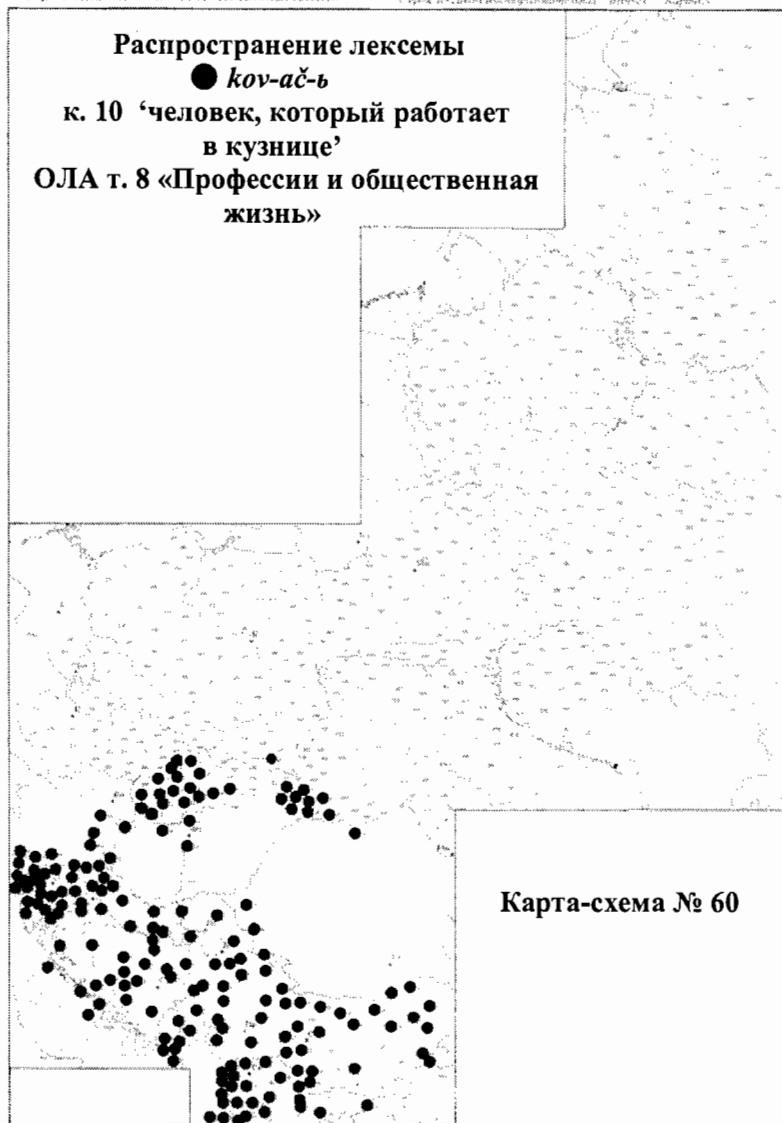 Распространение лексемы
● kov-ač-ь
к. 10 ‘человек, который работает
в кузнице’
ОЛА т. 8 «Профессии и общественная
жизнь»
Карта-схема № 60